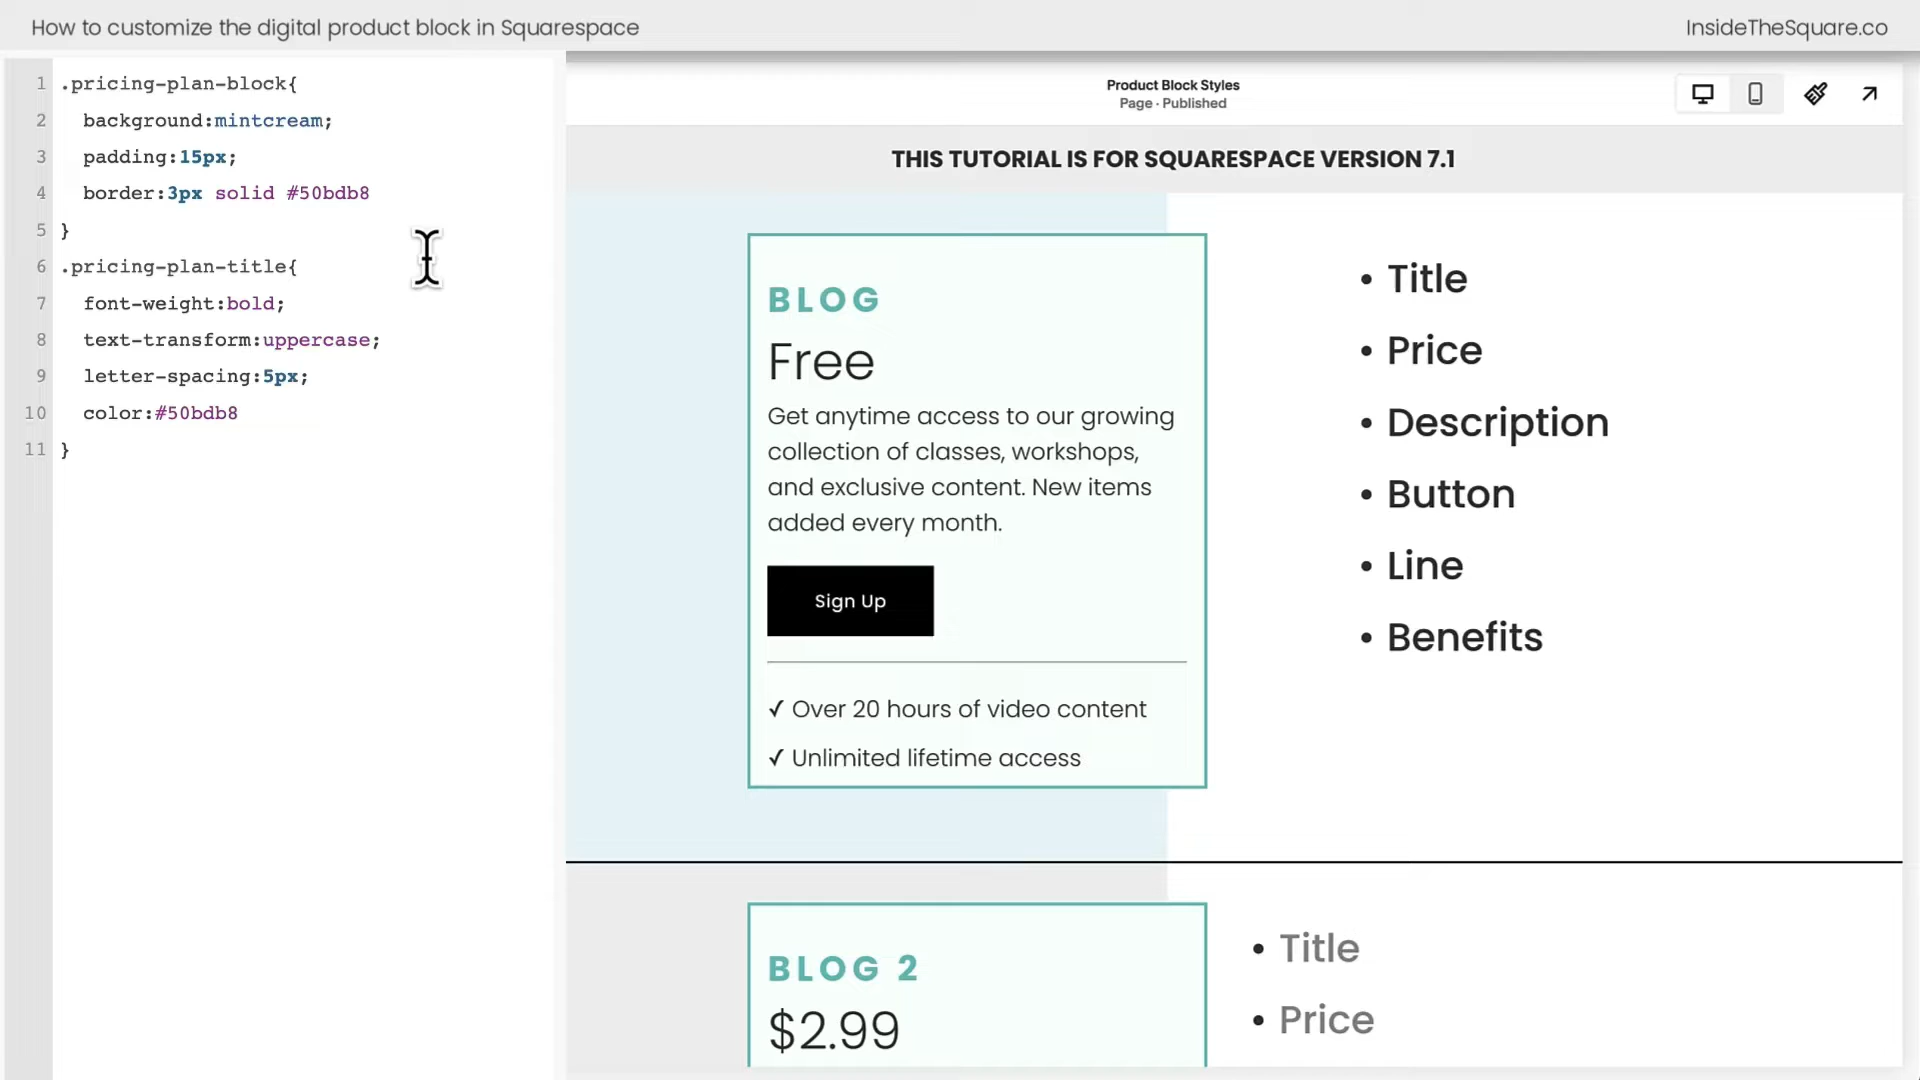 How to customize the digital product block in Squarespace
InsideTheSquare.co
1 .pricing-plan-block{
2 background:mintcream;
3 padding:15px;
4 border:3px solid #50bdb8
5 }
6 .pricing-plan-title{
7 font-weight:bold;
8 text-transform:uppercase;
9 letter-spacing:5px;
10 color:#50bdb8
11 }
Product Block Styles
Page · Published
THIS TUTORIAL IS FOR SQUARESPACE VERSION 7.1
BLOG
Free
Get anytime access to our growing
collection of classes, workshops,
and exclusive content. New items
added every month.
Sign Up
✓ Over 20 hours of video content
✓ Unlimited lifetime access
• Title
• Price
• Description
• Button
• Line
• Benefits
BLOG 2
$2.99
• Title
• Price